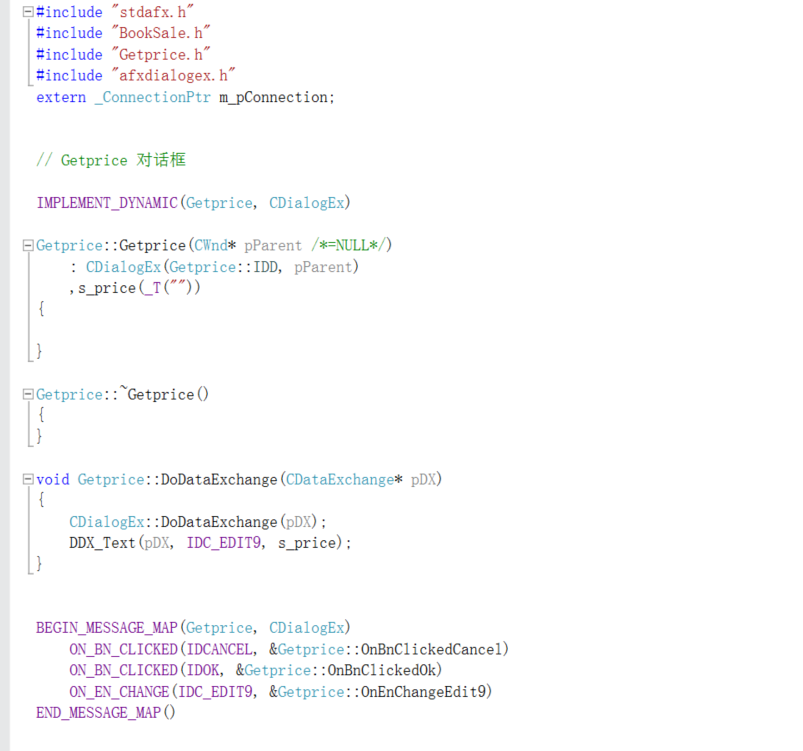 #include "stdafx.h"
#include "BookSale.h"
#include "Getprice.h"
#include "afxdialogex.h"
extern _ConnectionPtr m_pConnection;
// Getprice 对话框
IMPLEMENT_DYNAMIC(Getprice, CDialogEx)
Getprice::Getprice(CWnd* pParent /*=NULL*/)
: CDialogEx(Getprice::IDD, pParent)
,s_price(_T(""))
{
}
Getprice::~Getprice()
{
}
void Getprice::DoDataExchange(CDataExchange* pDX)
{
CDialogEx::DoDataExchange(pDX);
DDX_Text(pDX, IDC_EDIT9, s_price);
}
BEGIN_MESSAGE_MAP(Getprice, CDialogEx)
ON_BN_CLICKED(IDCANCEL, &Getprice::OnBnClickedCancel)
ON_BN_CLICKED(IDOK, &Getprice::OnBnClickedOk)
ON_EN_CHANGE(IDC_EDIT9, &Getprice::OnEnChangeEdit9)
END_MESSAGE_MAP()